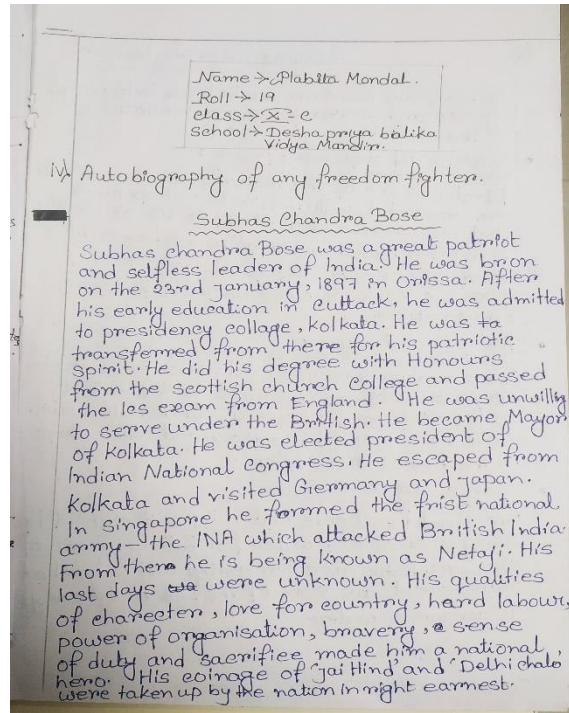 Name → Plabita Mondal.
Roll → 19
class → X - C
School → Deshapriya balika
Vidya Mandir.
iv) Autobiography of any freedom fighter.
Subhas Chandra Bose
Subhas chandra Bose was a great patriot
and selfless leader of India. He was bron
on the 23rd January, 1897 in Orissa. After
his early education in Cuttack, he was admitted
to presidency collage, kolkata. He was ta
transferred from there for his patriotic
spirit. He did his degree with Honours
from the scottish church College and passed
the Ics exam from England. He was unwilling
to serve under the British. He became Mayor
of kolkata. He was elected president of
Indian National Congress. He escaped from
Kolkata and visited Germany and Japan.
In Singapore he formed the frist national
army - the INA which attacked British India.
From there he is being known as Netaji. His
last days were unknown. His qualities
of charecter, love for country, hard labour,
power of organisation, bravery, a sense
of duty and sacrifice made him a national
hero. His coinage of 'Jai Hind' and 'Delhi chalo
were taken up by the nation in right earnest.